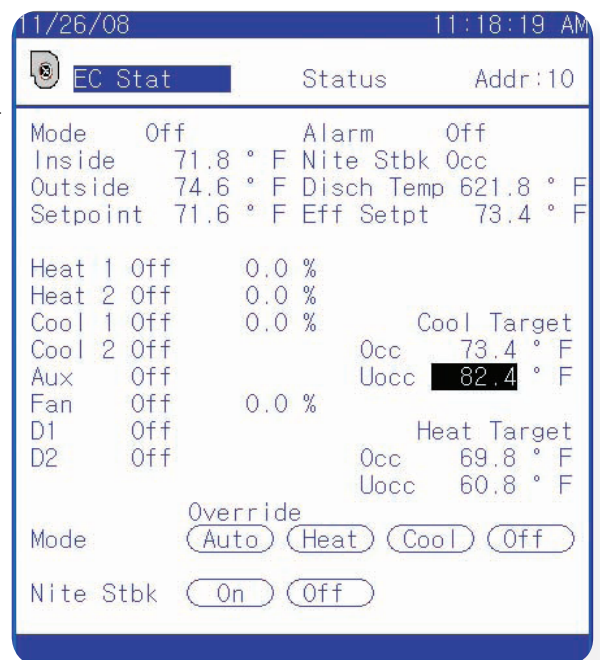 11/26/08 11:18:19 AM
EC Stat Status Addr:10
Mode Off Alarm Off
Inside 71.8 ° F Nite Stbk Occ
Outside 74.6 ° F Disch Temp 621.8 ° F
Setpoint 71.6 ° F Eff Setpt 73.4 ° F
Heat 1 Off 0.0 %
Heat 2 Off 0.0 %
Cool 1 Off 0.0 % Cool Target
Cool 2 Off Occ 73.4 ° F
Aux Off Uocc 82.4 ° F
Fan Off 0.0 %
D1 Off Heat Target
D2 Off Occ 69.8 ° F
Uocc 60.8 ° F
Override
Mode Auto Heat Cool Off
Nite Stbk On Off